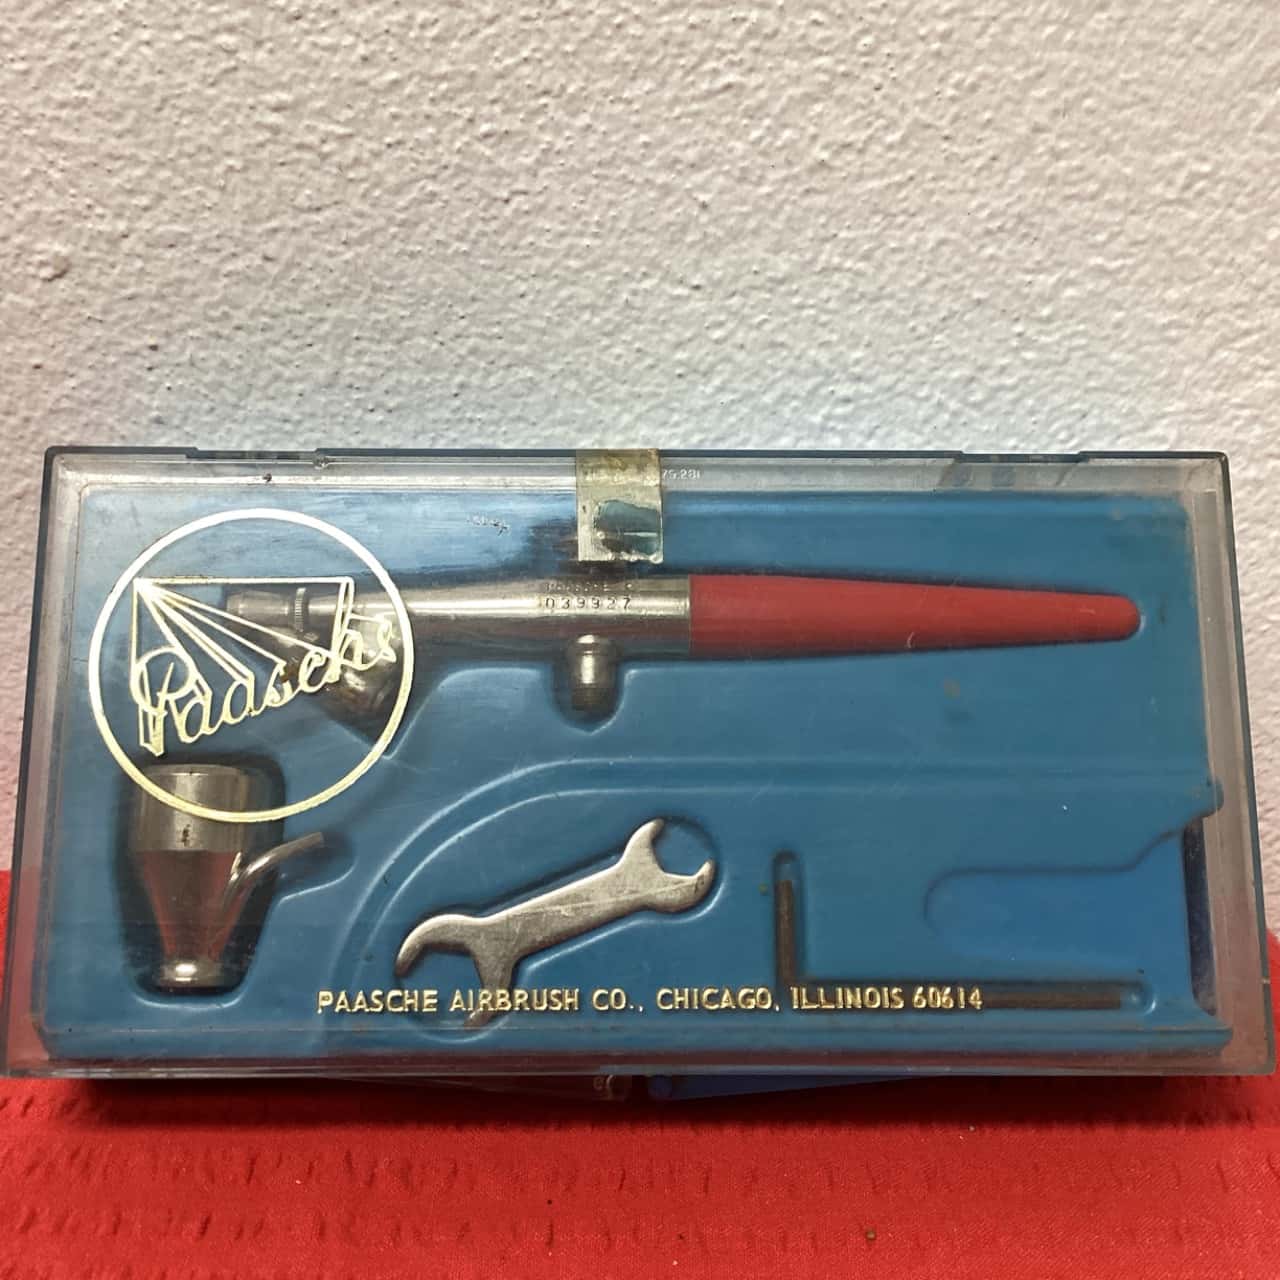 Paasche
039927
PAASCHE AIRBRUSH CO., CHICAGO, ILLINOIS 60614